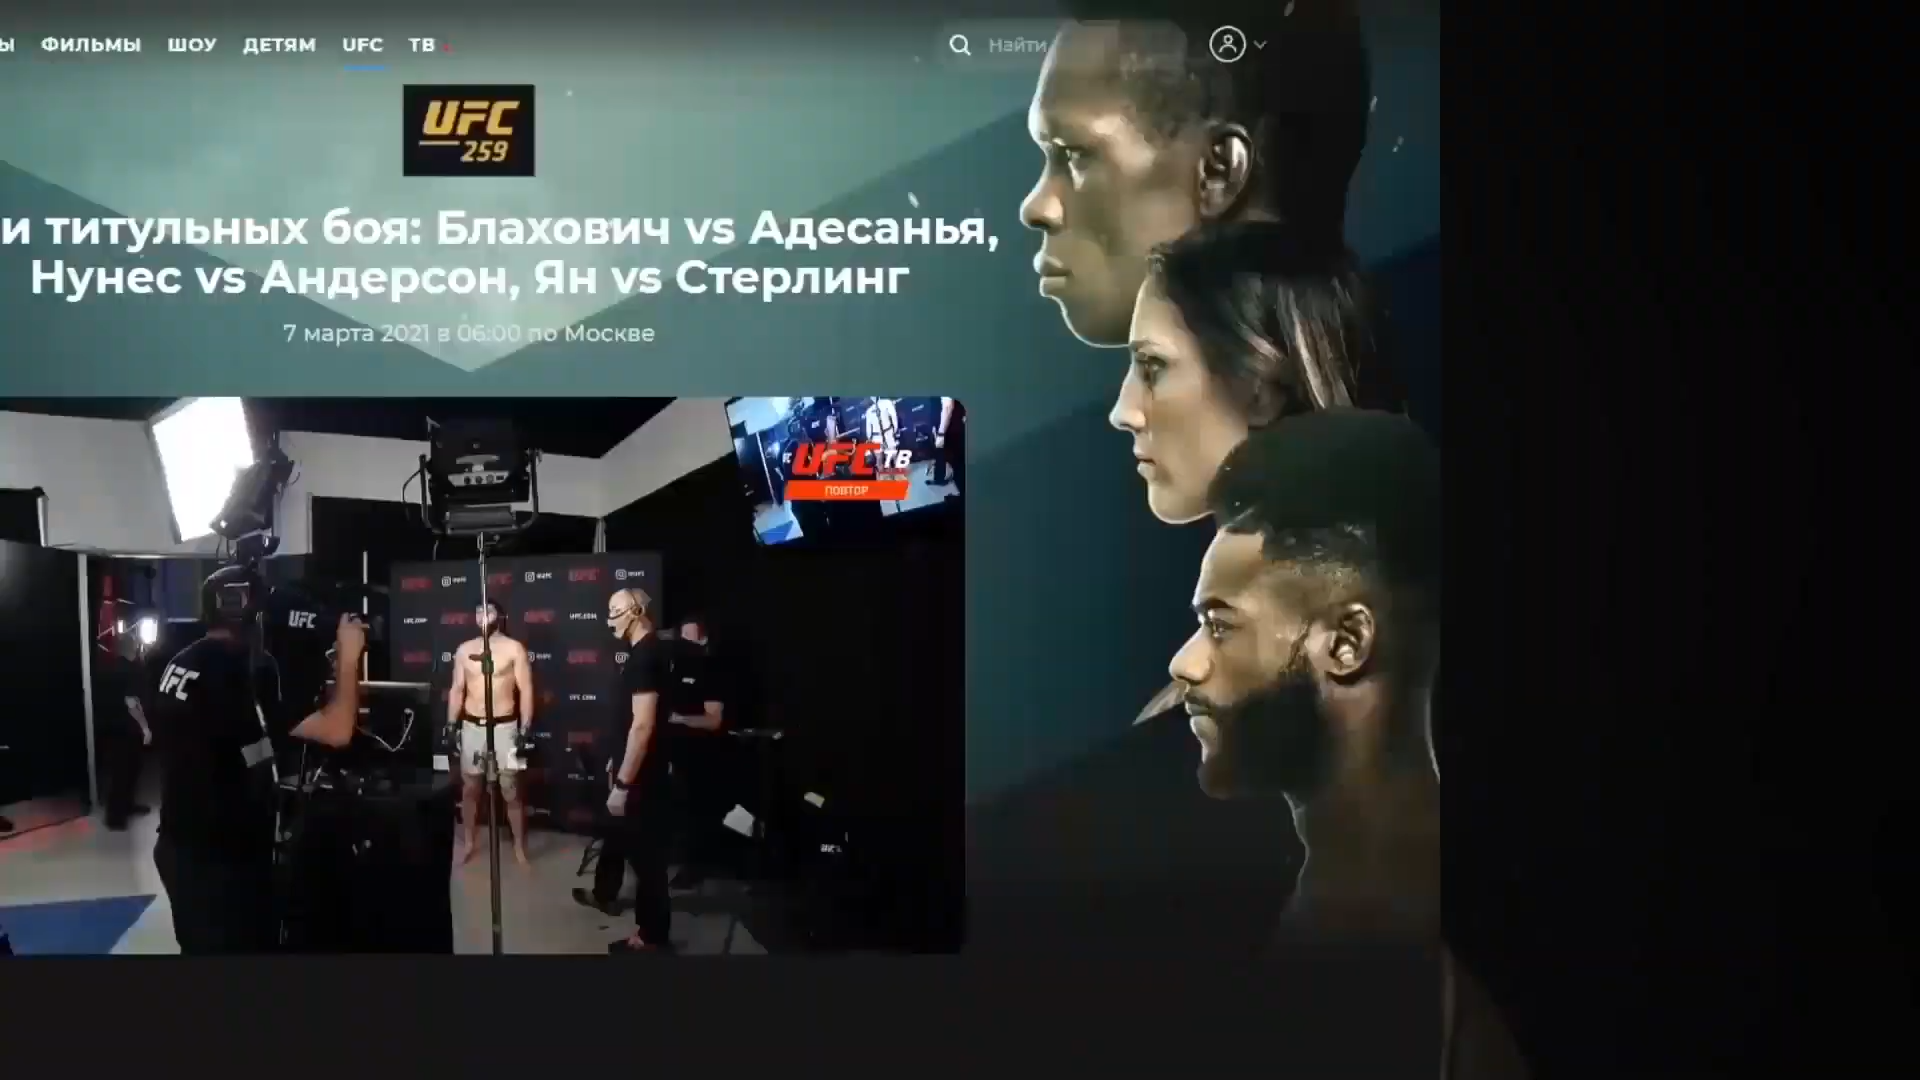 Ы ФИЛЬМЫ ШОУ ДЕТЯМ UFC ТВ
Найти
UFC
259
и титульных боя: Блахович vs Адесанья,
Нунес vs Андерсон, Ян vs Стерлинг
7 марта 2021 в 06:00 по Москве
UFC ТВ
ПОВТОР
UFC
UFC